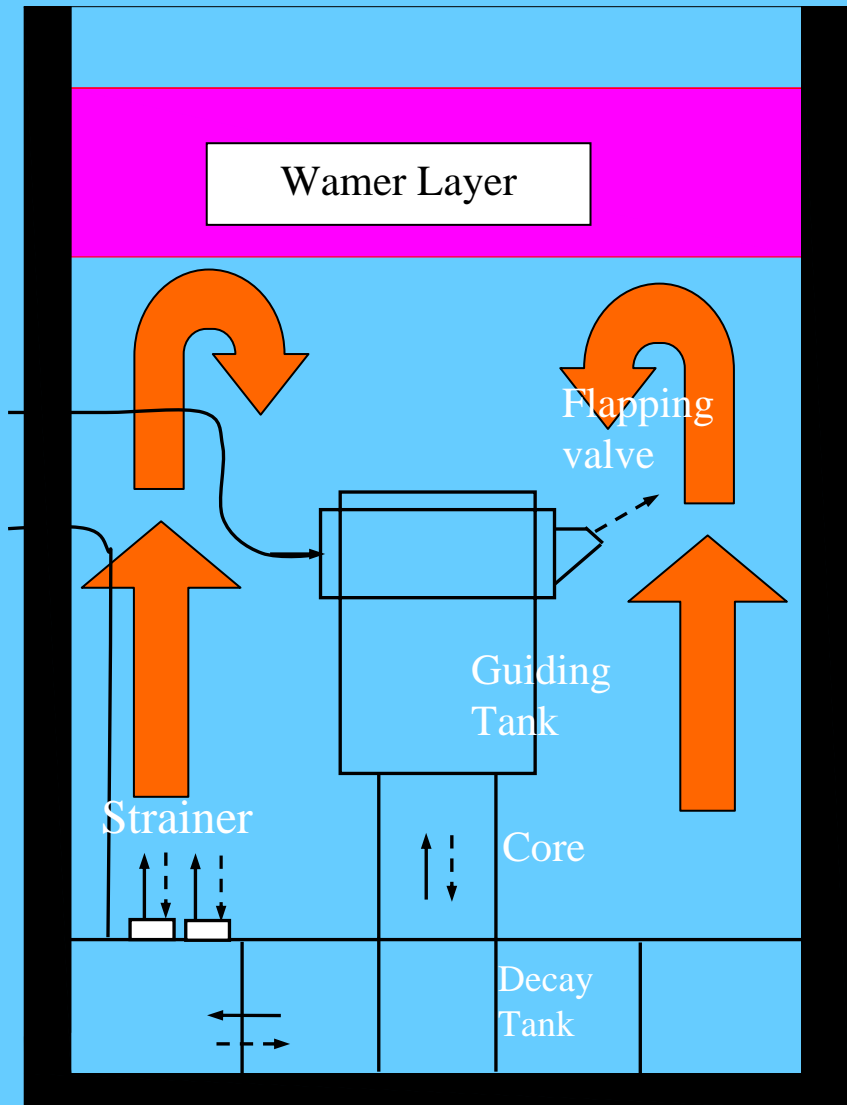 Wamer Layer
Flapping
valve
Guiding
Tank
Strainer
Core
Decay
Tank